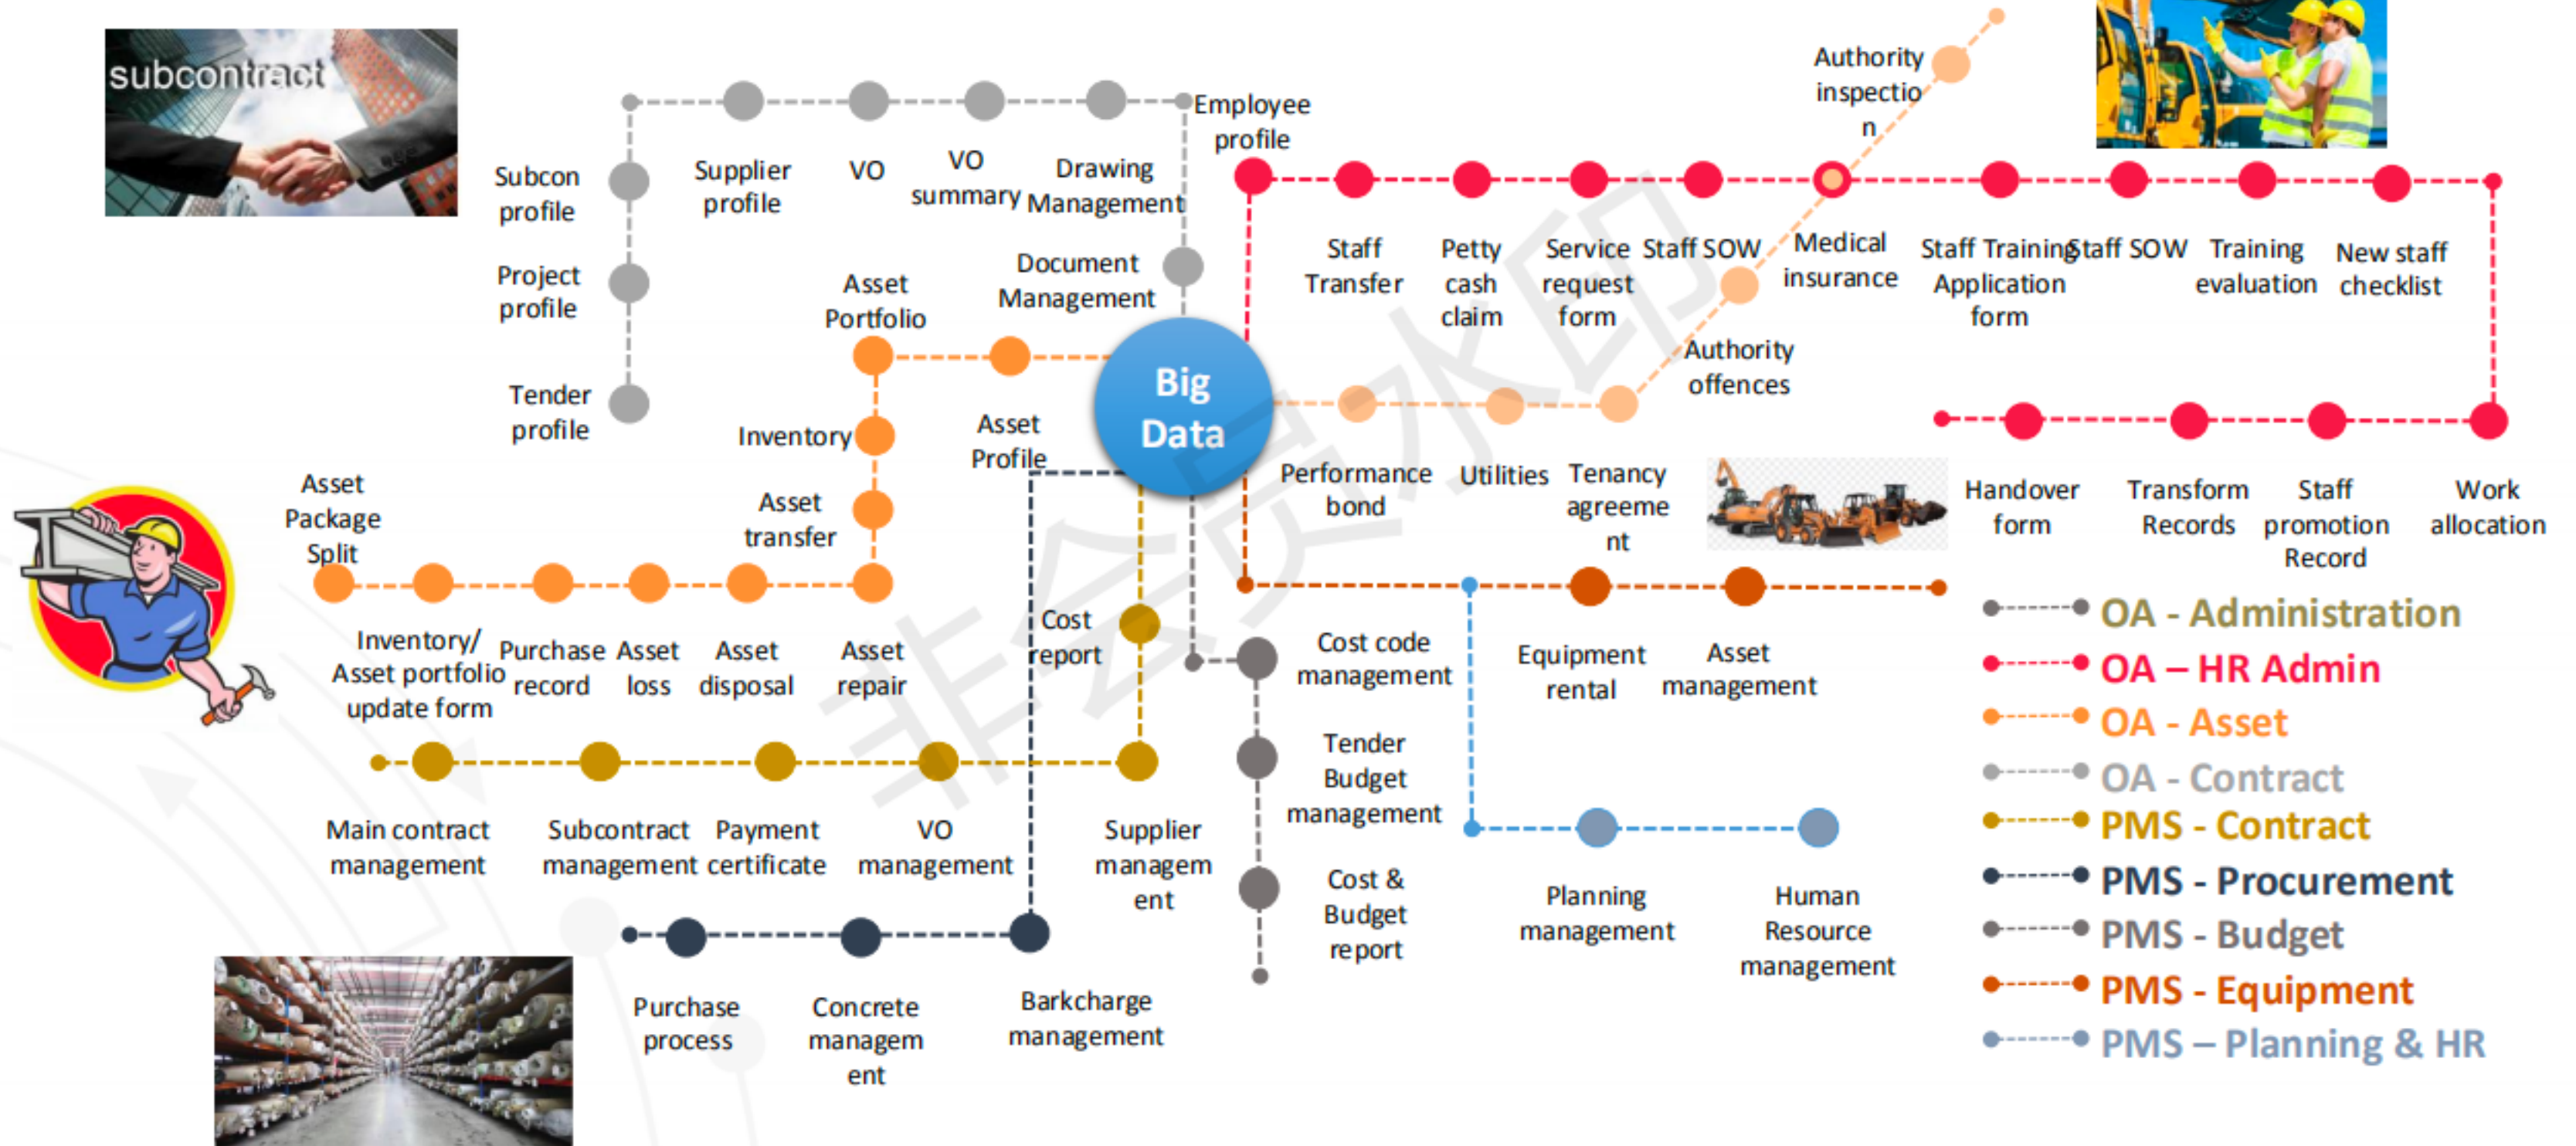 subcontract
Subcon
profile
Project
profile
Tender
profile
Supplier
profile
VO
VO
summary
Drawing
Management
Document
Management
Employee
profile
Staff
Transfer
Petty
cash
claim
Service
request
form
Staff SOW
Medical
insurance
Staff Training
Application
form
Staff SOW
Training
evaluation
New staff
checklist
Authority
inspectio
n
Authority
offences
Performance
bond
Utilities
Tenancy
agreeme
nt
Handover
form
Transform
Records
Staff
promotion
Record
Work
allocation
Big
Data
Asset
Portfolio
Asset
Profile
Inventory
Asset
transfer
Asset
Package
Split
Inventory/
Asset portfolio
update form
Purchase
record
Asset
loss
Asset
disposal
Asset
repair
Cost
report
Main contract
management
Subcontract
management
Payment
certificate
VO
management
Supplier
managem
ent
Purchase
process
Concrete
managem
ent
Barkcharge
management
Cost code
management
Tender
Budget
management
Cost &
Budget
report
Equipment
rental
Asset
management
Planning
management
Human
Resource
management
OA - Administration
OA – HR Admin
OA - Asset
OA - Contract
PMS - Contract
PMS - Procurement
PMS - Budget
PMS - Equipment
PMS – Planning & HR
非会员水印